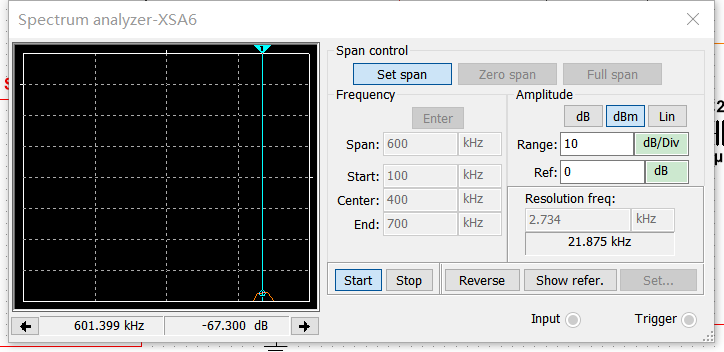 Spectrum analyzer-XSA6
1
Span control
Set span
Zero span
Full span
Frequency
Enter
Span: 600 kHz
Start: 100 kHz
Center: 400 kHz
End: 700 kHz
Amplitude
dB dBm Lin
Range: 10 dB/Div
Ref: 0 dB
Resolution freq:
2.734 kHz
21.875 kHz
Start Stop Reverse Show refer. Set...
601.399 kHz -67.300 dB
Input Trigger